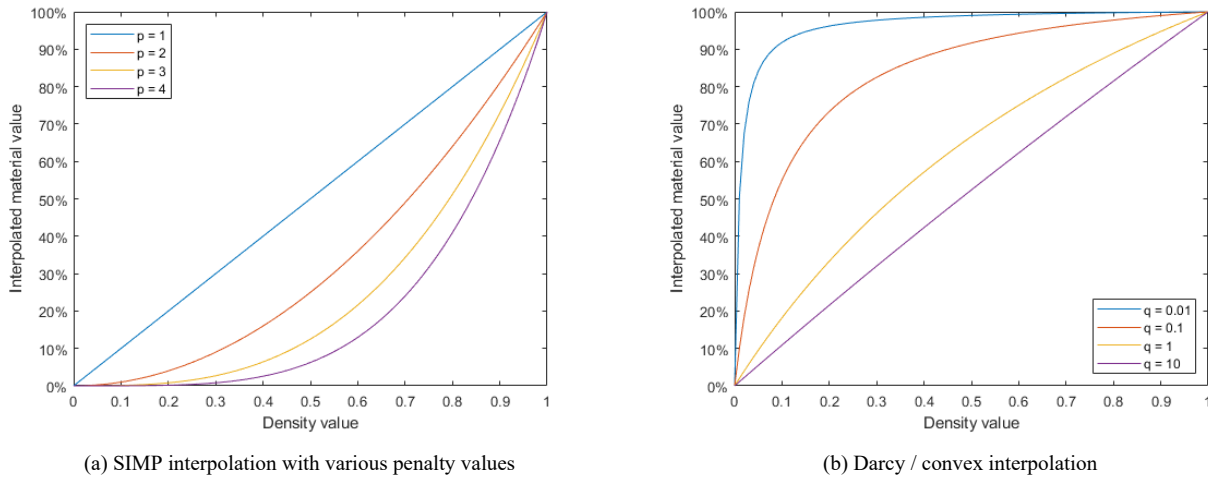 100%
90%
80%
70%
60%
50%
40%
30%
20%
10%
0%
Interpolated material value
p = 1
p = 2
p = 3
p = 4
0 0.1 0.2 0.3 0.4 0.5 0.6 0.7 0.8 0.9 1
Density value
(a) SIMP interpolation with various penalty values
100%
90%
80%
70%
60%
50%
40%
30%
20%
10%
0%
Interpolated material value
q = 0.01
q = 0.1
q = 1
q = 10
0 0.1 0.2 0.3 0.4 0.5 0.6 0.7 0.8 0.9 1
Density value
(b) Darcy / convex interpolation